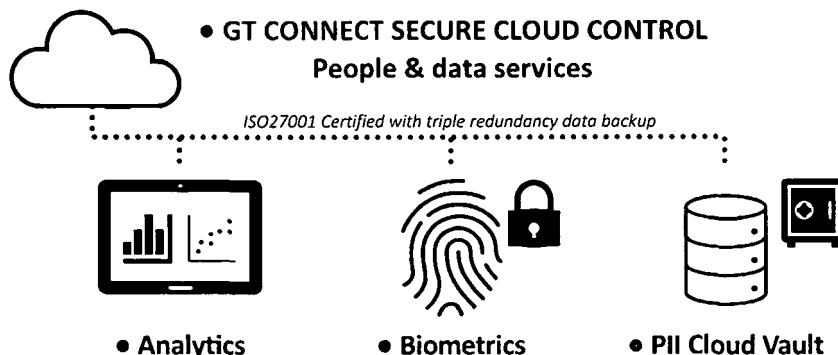 • GT CONNECT SECURE CLOUD CONTROL
People & data services
ISO27001 Certified with triple redundancy data backup
• Analytics
• Biometrics
• PII Cloud Vault